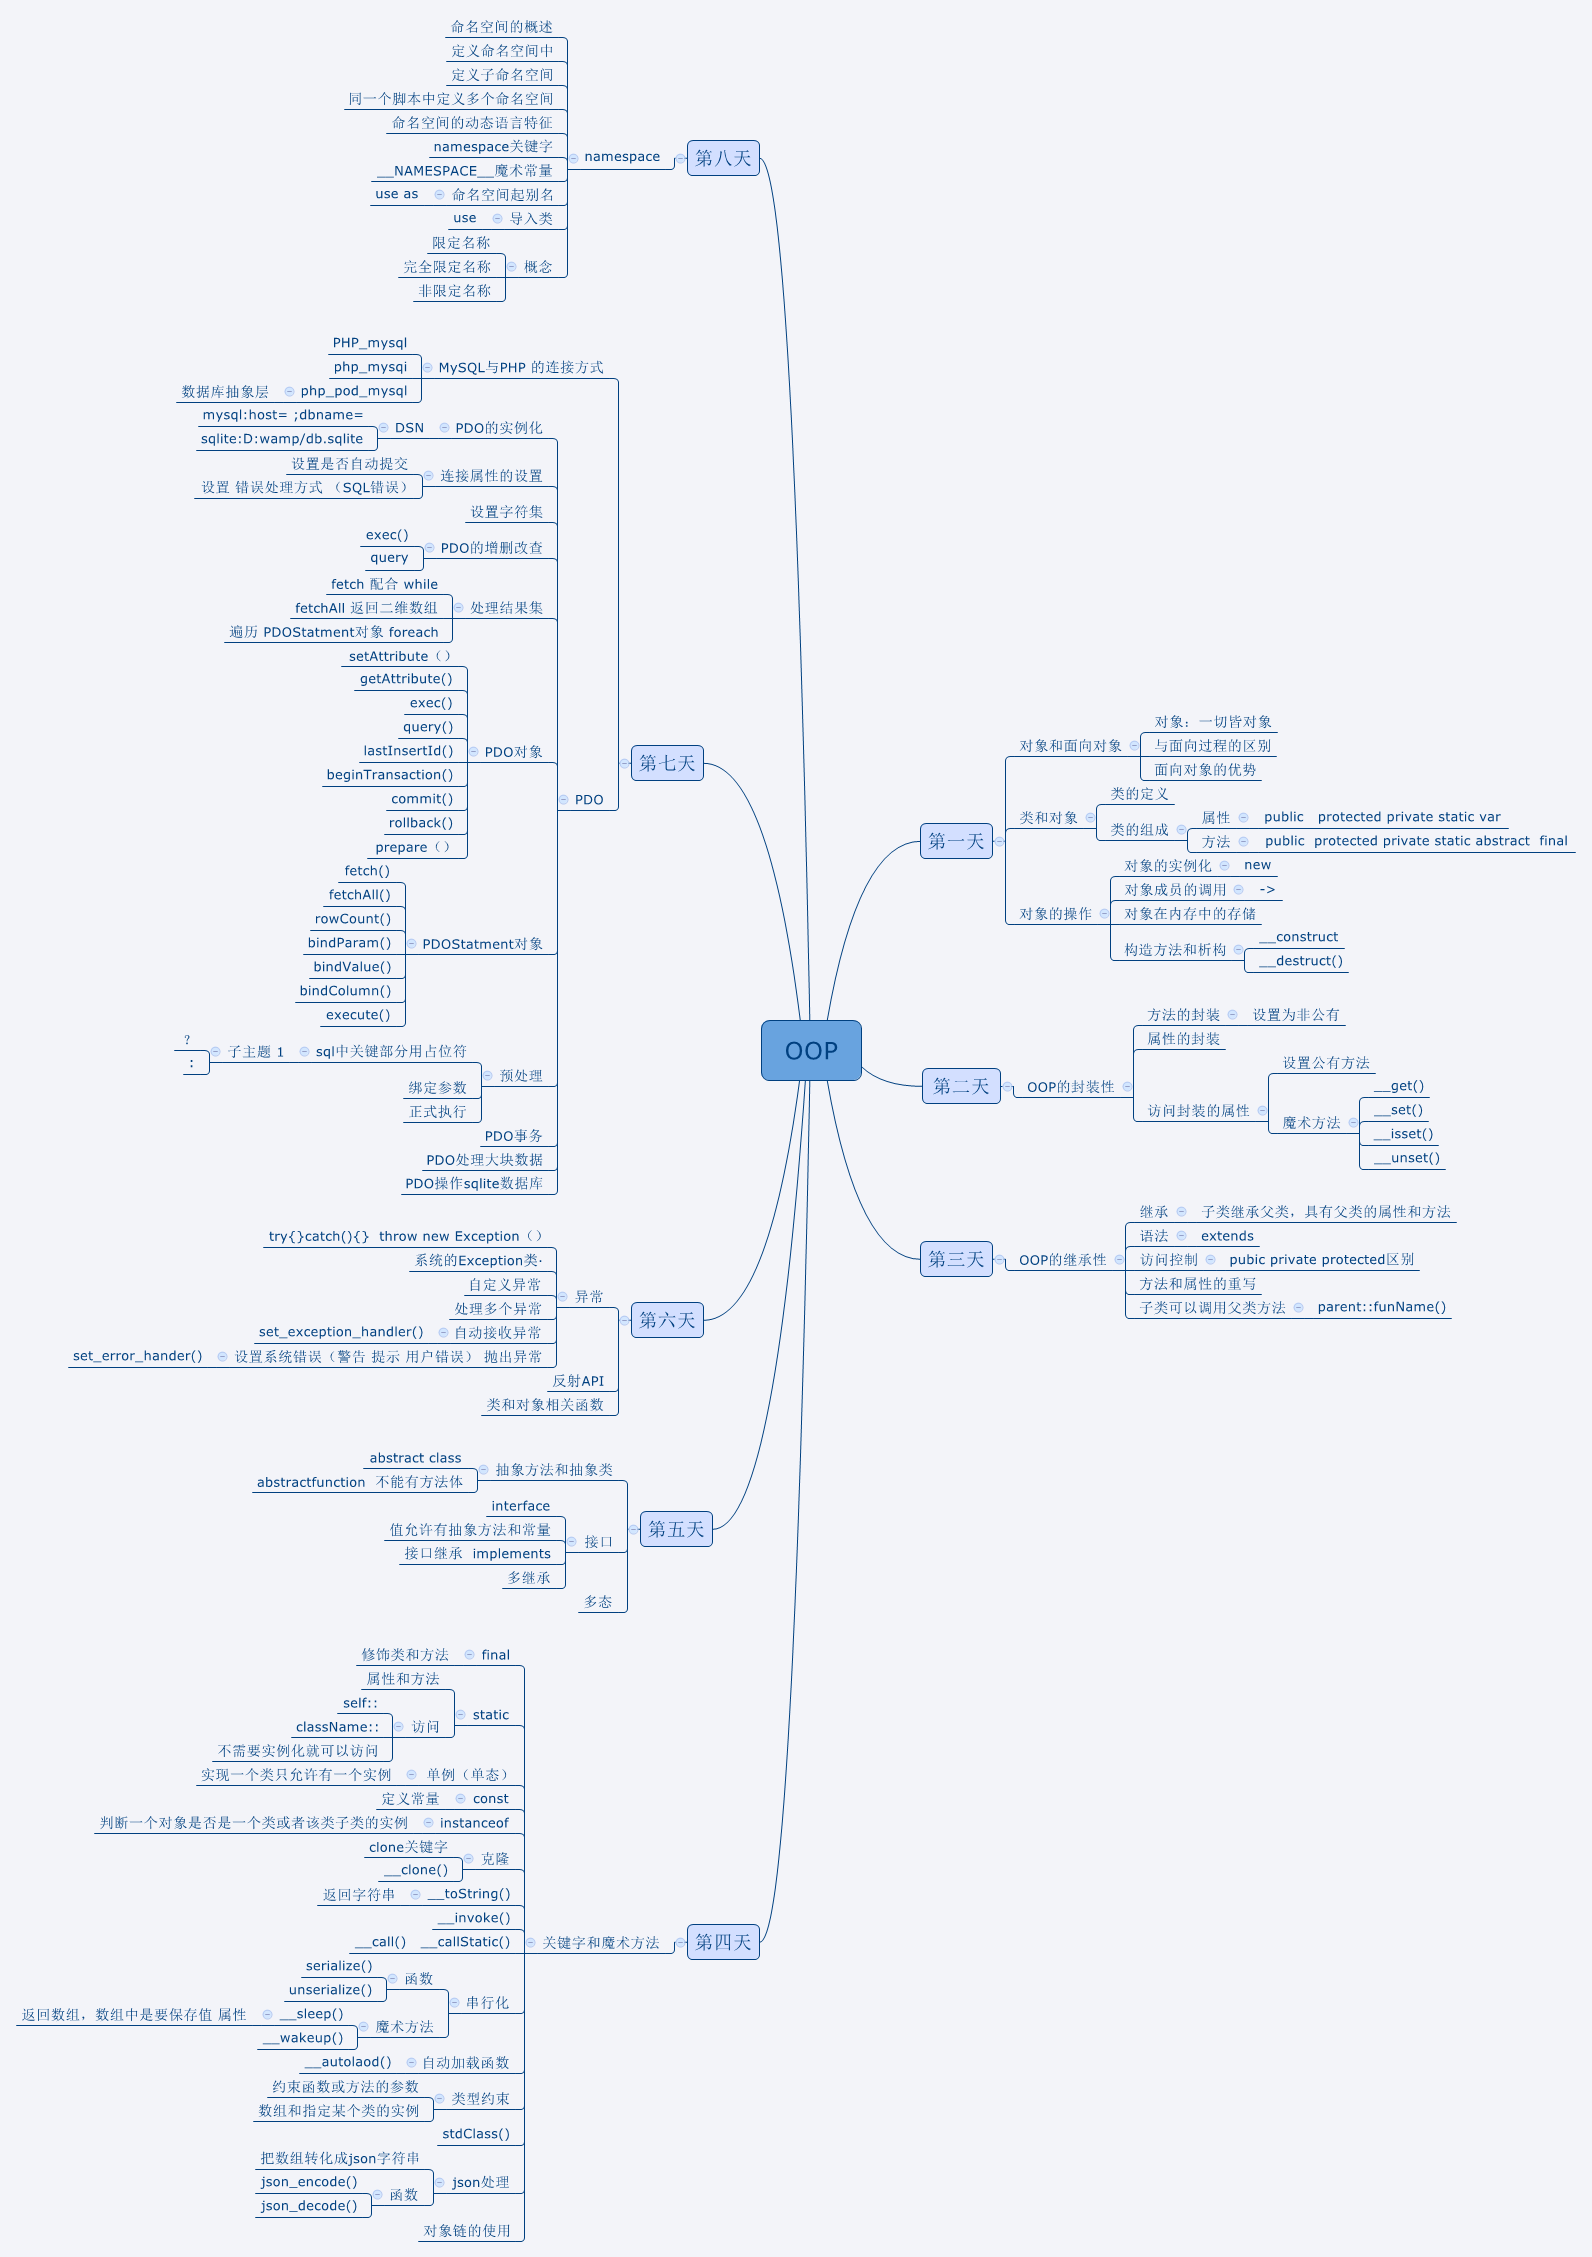 OOP
第一天
对象和面向对象
对象：一切皆对象
与面向过程的区别
面向对象的优势
类和对象
类的定义
类的组成
属性
public   protected private static var
方法
public  protected private static abstract  final
对象的操作
对象的实例化
new
对象成员的调用
->
对象在内存中的存储
构造方法和析构
__construct
__destruct()
第二天
OOP的封装性
方法的封装
设置为非公有
属性的封装
访问封装的属性
设置公有方法
魔术方法
__get()
__set()
__isset()
__unset()
第三天
OOP的继承性
继承
子类继承父类，具有父类的属性和方法
语法
extends
访问控制
pubic private protected区别
方法和属性的重写
子类可以调用父类方法
parent::funName()
第四天
关键字和魔术方法
final
修饰类和方法
static
属性和方法
访问
self::
className::
不需要实例化就可以访问
单例（单态）
实现一个类只允许有一个实例
const
定义常量
instanceof
判断一个对象是否是一个类或者该类子类的实例
克隆
clone关键字
__clone()
__toString()
返回字符串
__invoke()
__call()   __callStatic()
串行化
函数
serialize()
unserialize()
魔术方法
__sleep()
返回数组，数组中是要保存值 属性
__wakeup()
自动加载函数
__autolaod()
类型约束
约束函数或方法的参数
数组和指定某个类的实例
stdClass()
json处理
把数组转化成json字符串
函数
json_encode()
json_decode()
对象链的使用
第五天
抽象方法和抽象类
abstract class
abstractfunction  不能有方法体
接口
interface
值允许有抽象方法和常量
接口继承  implements
多继承
多态
第六天
异常
try{}catch(){}  throw new Exception（）
系统的Exception类·
自定义异常
处理多个异常
自动接收异常
set_exception_handler()
设置系统错误（警告 提示 用户错误） 抛出异常
set_error_hander()
反射API
类和对象相关函数
第七天
MySQL与PHP 的连接方式
PHP_mysql
php_mysqi
php_pod_mysql
数据库抽象层
PDO
PDO的实例化
DSN
mysql:host= ;dbname=
sqlite:D:wamp/db.sqlite
连接属性的设置
设置是否自动提交
设置 错误处理方式 （SQL错误）
设置字符集
PDO的增删改查
exec()
query
处理结果集
fetch 配合 while
fetchAll 返回二维数组
遍历 PDOStatment对象 foreach
PDO对象
setAttribute（）
getAttribute()
exec()
query()
lastInsertId()
beginTransaction()
commit()
rollback()
prepare（）
PDOStatment对象
fetch()
fetchAll()
rowCount()
bindParam()
bindValue()
bindColumn()
execute()
预处理
sql中关键部分用占位符
子主题 1
?
:
绑定参数
正式执行
PDO事务
PDO处理大块数据
PDO操作sqlite数据库
第八天
namespace
命名空间的概述
定义命名空间中
定义子命名空间
同一个脚本中定义多个命名空间
命名空间的动态语言特征
namespace关键字
__NAMESPACE__魔术常量
命名空间起别名
use as
导入类
use
概念
限定名称
完全限定名称
非限定名称